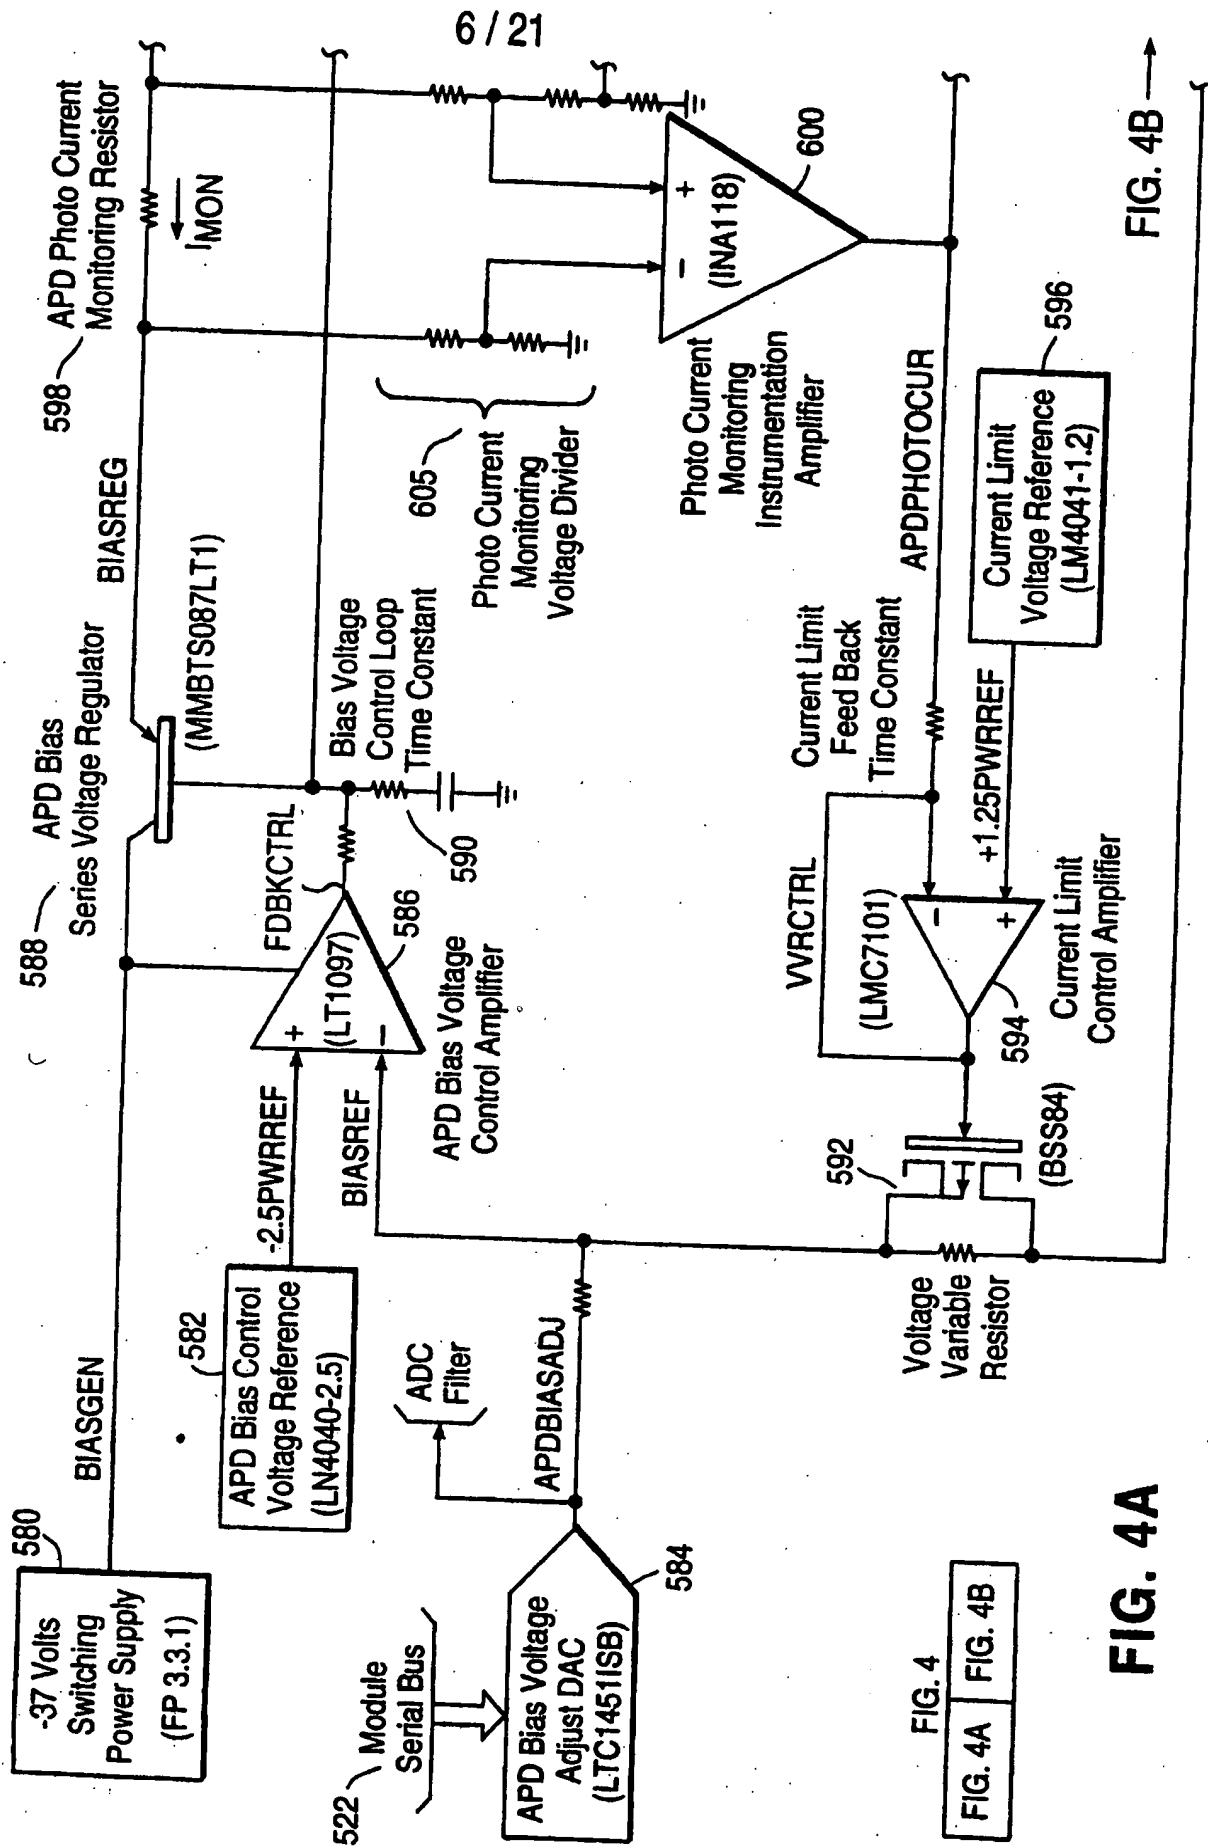 6 / 21
580
-37 Volts
Switching
Power Supply
(FP 3.3.1)
BIASGEN
588
APD Bias
Series Voltage Regulator
(MMBTS087LT1)
BIASREG
598
APD Photo Current
Monitoring Resistor
IMON
582
APD Bias Control
Voltage Reference
(LN4040-2.5)
-2.5PWRREF
BIASREF
+
(LT1097)
−
586
APD Bias Voltage
Control Amplifier
FDBKCTRL
590
Bias Voltage
Control Loop
Time Constant
605
Photo Current
Monitoring
Voltage Divider
−
+
(INA118)
600
Photo Current
Monitoring
Instrumentation
Amplifier
522
Module
Serial Bus
APD Bias Voltage
Adjust DAC
(LTC1451ISB)
584
ADC
Filter
APDBIASADJ
Voltage
Variable
Resistor
592
(BSS84)
VVRCTRL
(LMC7101)
−
+
594
Current Limit
Control Amplifier
Current Limit
Feed Back
Time Constant
APDPHOTOCUR
+1.25PWRREF
Current Limit
Voltage Reference
(LM4041-1.2)
596
FIG. 4B
FIG. 4
FIG. 4A
FIG. 4B
FIG. 4A